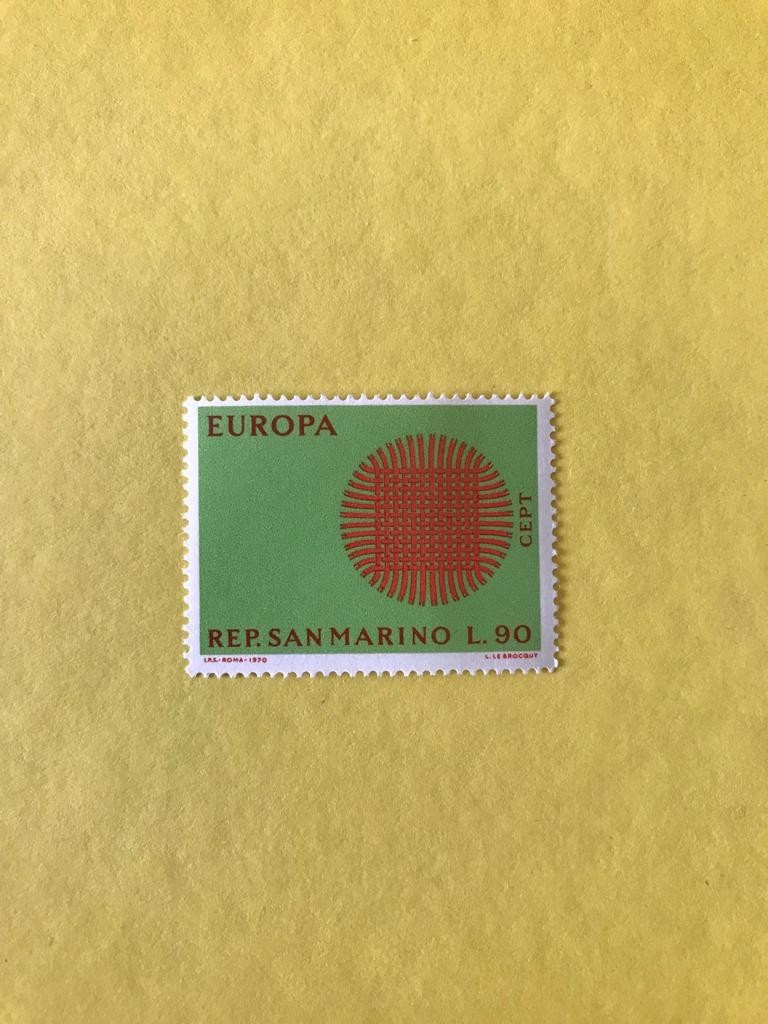 EUROPA
CEPT
REP. SAN MARINO L. 90
I.P.S.-ROMA-1970
L. LE BROCQUY